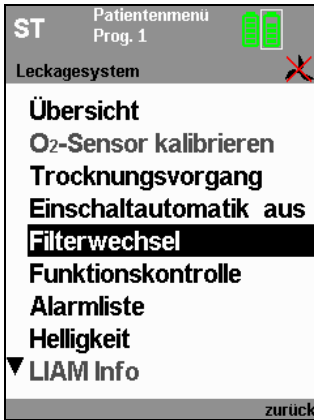 ST
Patientenmenü
Prog. 1
Leckagesystem
Übersicht
O₂-Sensor kalibrieren
Trocknungsvorgang
Einschaltautomatik aus
Filterwechsel
Funktionskontrolle
Alarmliste
Helligkeit
LIAM Info
zurück